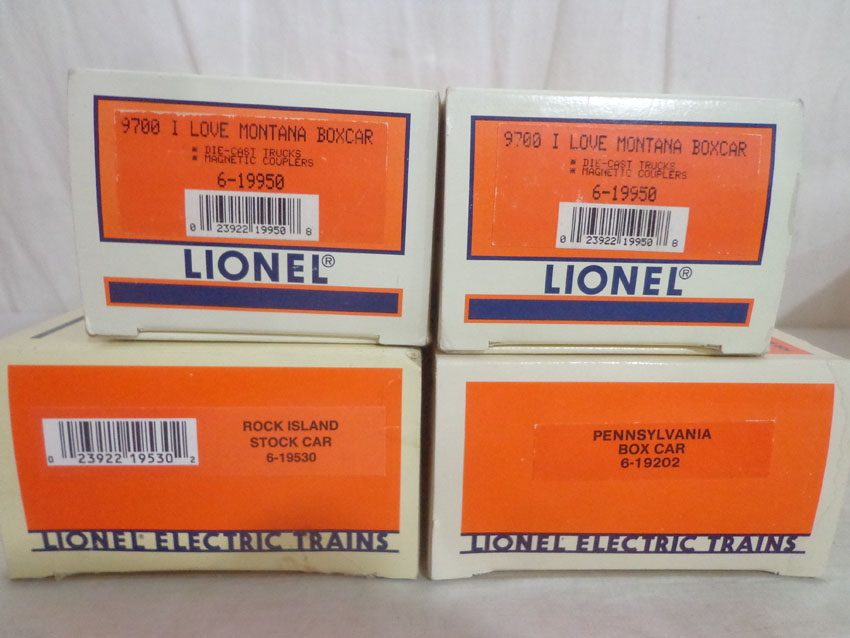 9700 I LOVE MONTANA BOXCAR
* DIE-CAST TRUCKS
* MAGNETIC COUPLERS
6-19950
0 23922 19950 8
LIONEL®
9700 I LOVE MONTANA BOXCAR
* DIE-CAST TRUCKS
* MAGNETIC COUPLERS
6-19950
0 23922 19950 8
LIONEL®
0 23922 19530 2
ROCK ISLAND
STOCK CAR
6-19530
LIONEL® ELECTRIC TRAINS
PENNSYLVANIA
BOX CAR
6-19202
LIONEL® ELECTRIC TRAINS